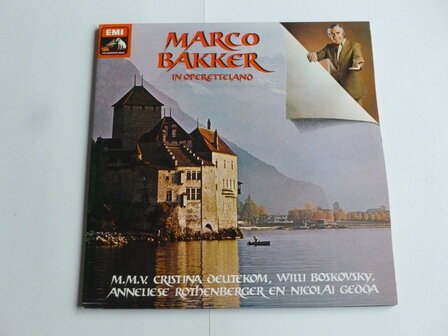 EMI
MARCO
BAKKER
IN OPERETTELAND
M.M.V. CRISTINA DEUTEKOM, WILLI BOSKOVSKY,
ANNELIESE ROTHENBERGER EN NICOLAI GEDDA